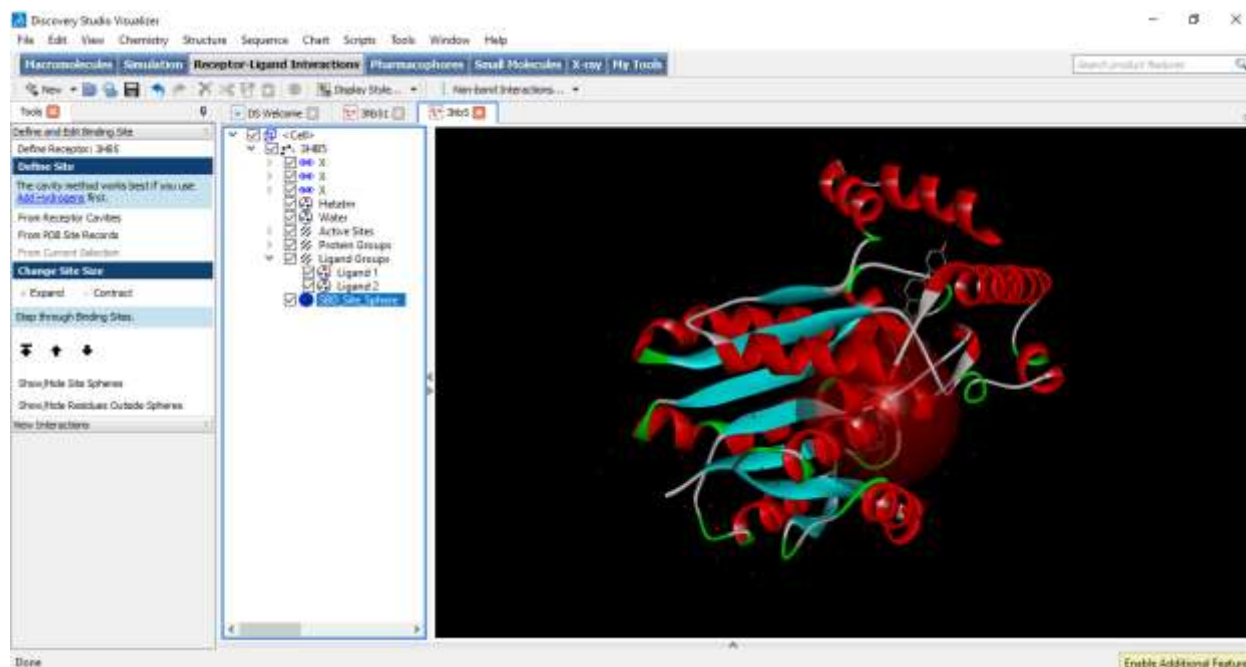 Discovery Studio Visualizer
File Edit View Chemistry Structure Sequence Chart Scripts Tools Window Help
Macromolecules Simulation Receptor-Ligand Interactions Pharmacophores Small Molecules X-ray My Tools
Search product features
New Display Style... Non-bond Interactions...
Tools
DS Welcome 3Hb5
Define and Edit Binding Site
Define Receptor: 3HB5
Define Site
The cavity method works best if you use
Add Hydrogens first.
From Receptor Cavities
From PDB Site Records
From Current Selection
Change Site Size
+ Expand - Contract
Step through Binding Sites.
Show/Hide Site Spheres
Show/Hide Residues Outside Spheres
New Interactions
<Cell>
3HB5
X
X
X
Hetatm
Water
Active Sites
Protein Groups
Ligand Groups
Ligand 1
Ligand 2
SBD_Site_Sphere
Done
Enable Additional Feature